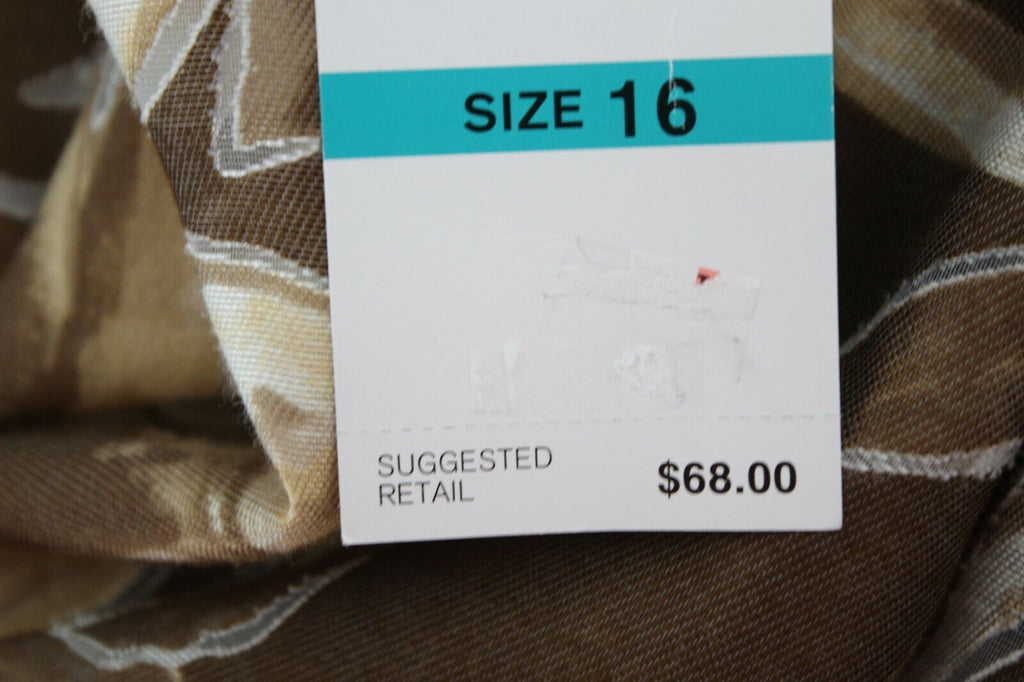 SIZE 16
SUGGESTED
RETAIL
$68.00